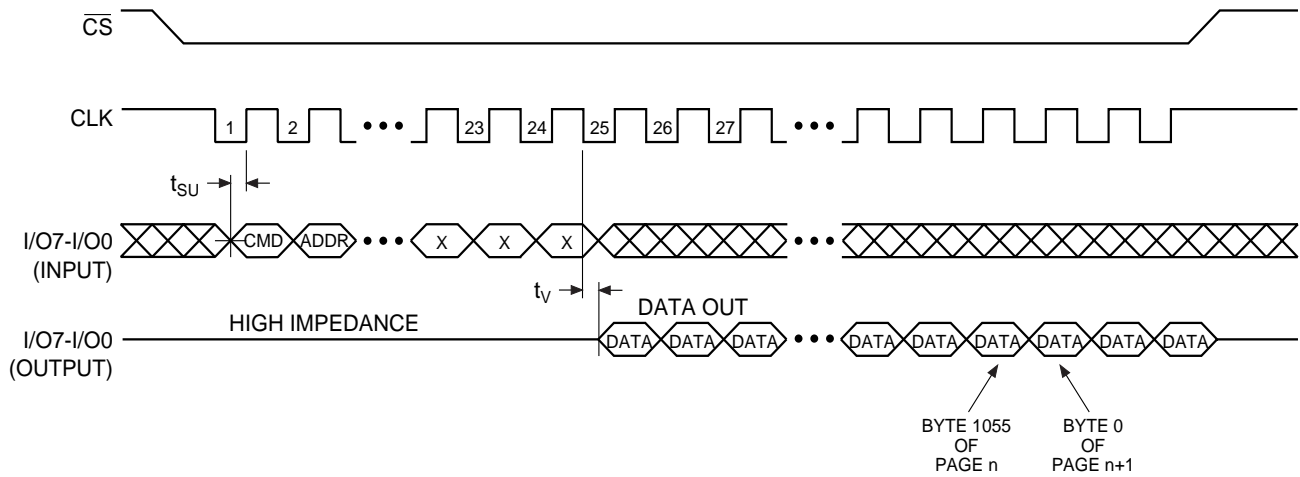 CS
CLK
1 2 ••• 23 24 25 26 27 •••
tSU
I/O7-I/O0
(INPUT)
CMD ADDR ••• X X X •••
tV
DATA OUT
HIGH IMPEDANCE
I/O7-I/O0
(OUTPUT)
DATA DATA DATA ••• DATA DATA DATA DATA DATA DATA
BYTE 1055
OF
PAGE n
BYTE 0
OF
PAGE n+1